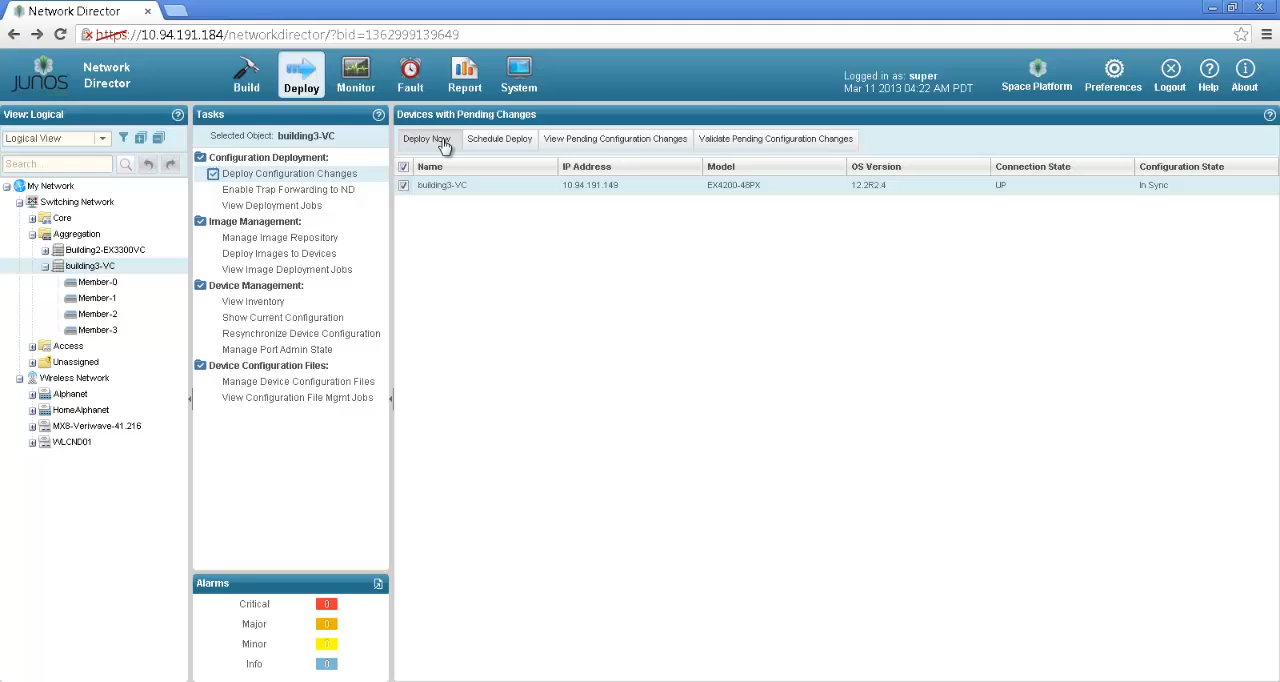 Network Director
https://10.94.191.184/networkdirector/?bid=1362999139649
JUNOS
Network
Director
Build
Deploy
Monitor
Fault
Report
System
Logged in as: super
Mar 11 2013 04:22 AM PDT
Space Platform
Preferences
Logout
Help
About
View: Logical
Logical View
Search...
My Network
Switching Network
Core
Aggregation
Building2-EX3300VC
building3-VC
Member-0
Member-1
Member-2
Member-3
Access
Unassigned
Wireless Network
Alphanet
HomeAlphanet
MX8-Veriwave-41.216
WLCND01
Tasks
Selected Object: building3-VC
Configuration Deployment:
Deploy Configuration Changes
Enable Trap Forwarding to ND
View Deployment Jobs
Image Management:
Manage Image Repository
Deploy Images to Devices
View Image Deployment Jobs
Device Management:
View Inventory
Show Current Configuration
Resynchronize Device Configuration
Manage Port Admin State
Device Configuration Files:
Manage Device Configuration Files
View Configuration File Mgmt Jobs
Alarms
Critical 0
Major 0
Minor 0
Info 0
Devices with Pending Changes
Deploy Now Schedule Deploy View Pending Configuration Changes Validate Pending Configuration Changes
Name IP Address Model OS Version Connection State Configuration State
building3-VC 10.94.191.149 EX4200-48PX 12.2R2.4 UP In Sync